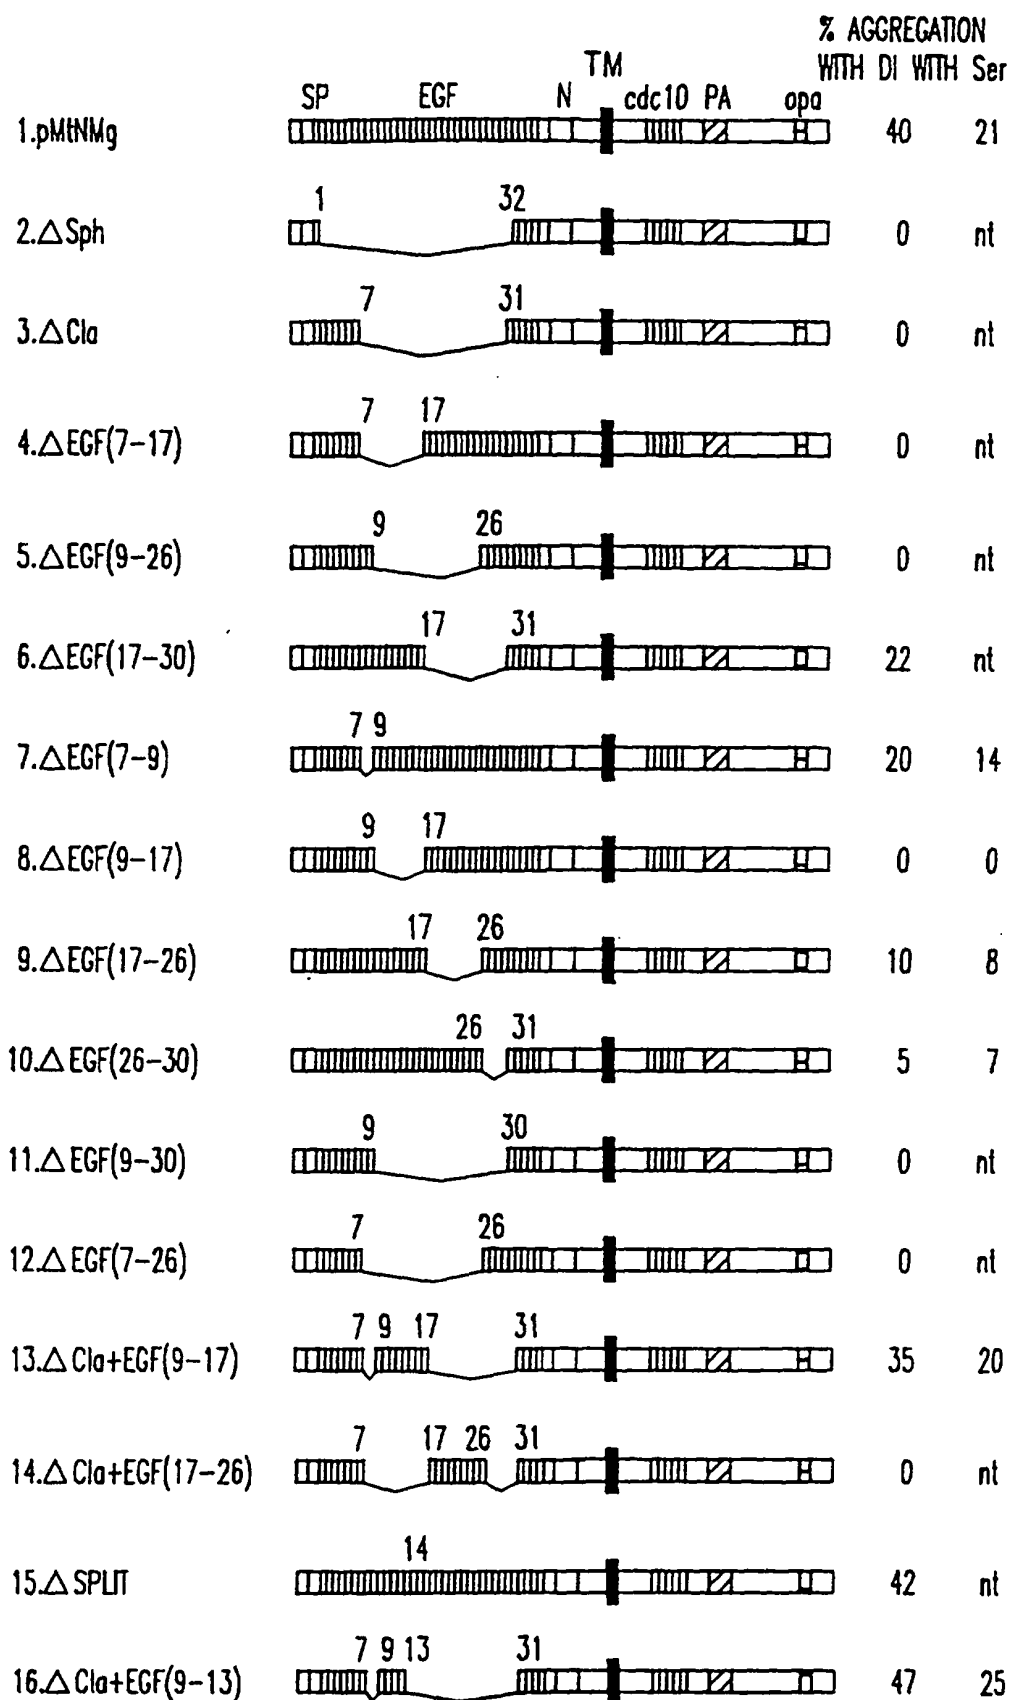 % AGGREGATION
WITH Dl WITH Ser
TM
SP EGF N cdc10 PA opa
1.pMtNMg 40 21
1 32
2.△Sph 0 nt
7 31
3.△Cla 0 nt
7 17
4.△EGF(7-17) 0 nt
9 26
5.△EGF(9-26) 0 nt
17 31
6.△EGF(17-30) 22 nt
7 9
7.△EGF(7-9) 20 14
9 17
8.△EGF(9-17) 0 0
17 26
9.△EGF(17-26) 10 8
26 31
10.△EGF(26-30) 5 7
9 30
11.△EGF(9-30) 0 nt
7 26
12.△EGF(7-26) 0 nt
7 9 17 31
13.△Cla+EGF(9-17) 35 20
7 17 26 31
14.△Cla+EGF(17-26) 0 nt
14
15.△SPLIT 42 nt
7 9 13 31
16.△Cla+EGF(9-13) 47 25